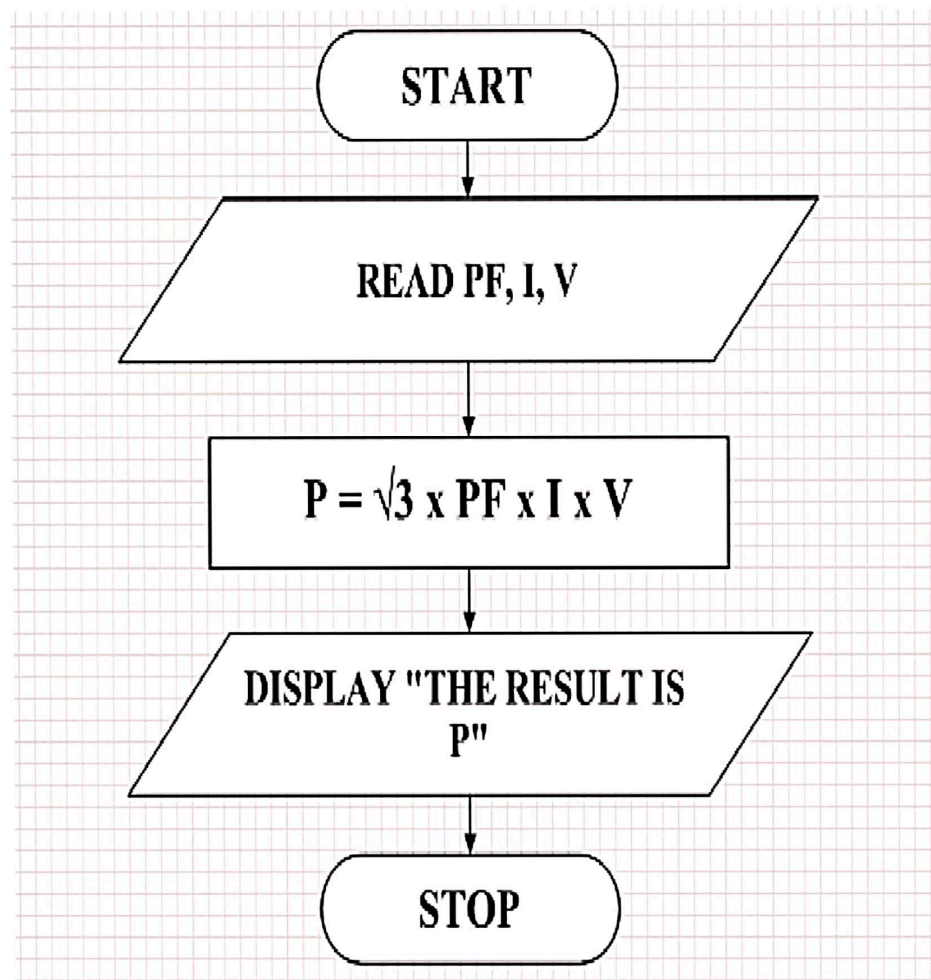 START
READ PF, I, V
P = √3 x PF x I x V
DISPLAY "THE RESULT IS
P"
STOP